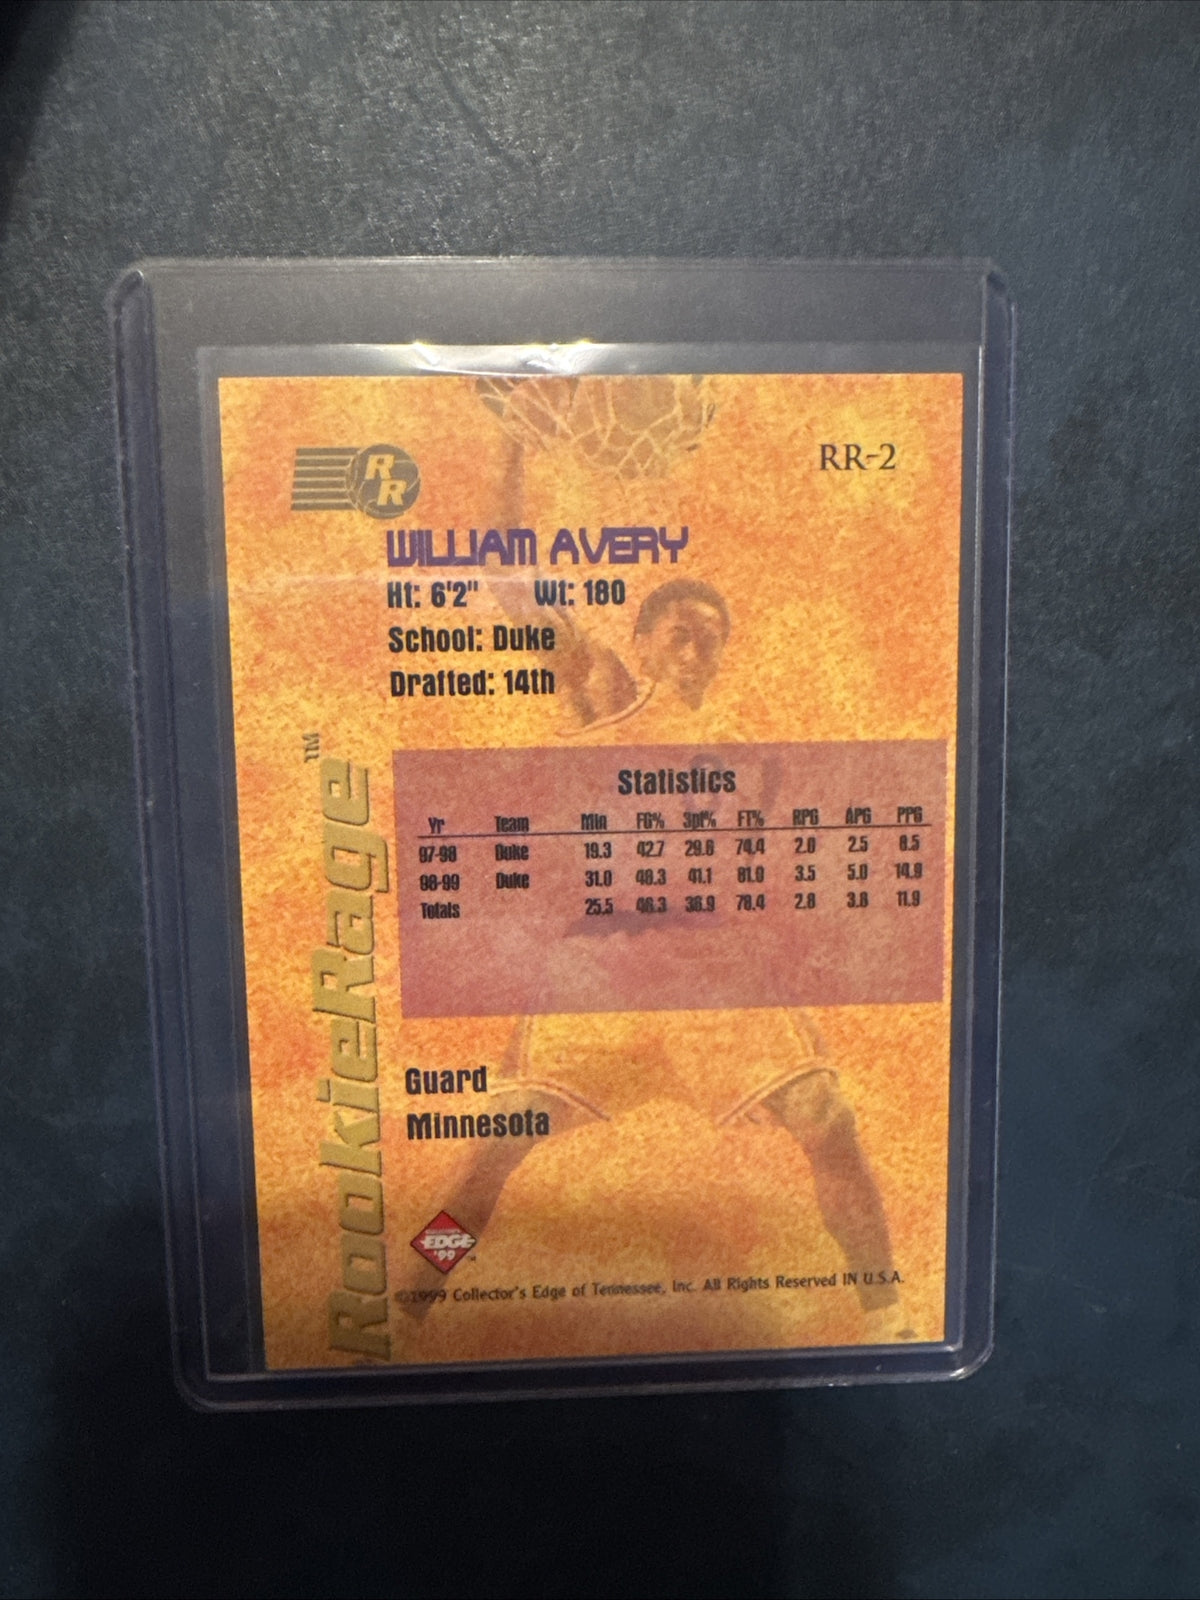 RR
RR-2
WILLIAM AVERY
Ht: 6'2" Wt: 180
School: Duke
Drafted: 14th
RookieRage™
Statistics
Yr Team Min FG% 3pt% FT% RPG APG PPG
97-98 Duke 19.3 42.7 29.6 74.4 2.0 2.5 8.5
98-99 Duke 31.0 48.3 41.1 81.0 3.5 5.0 14.9
Totals 25.5 46.3 36.9 78.4 2.8 3.8 11.9
Guard
Minnesota
EDGE
'99
©1999 Collector's Edge of Tennessee, Inc. All Rights Reserved IN U.S.A.